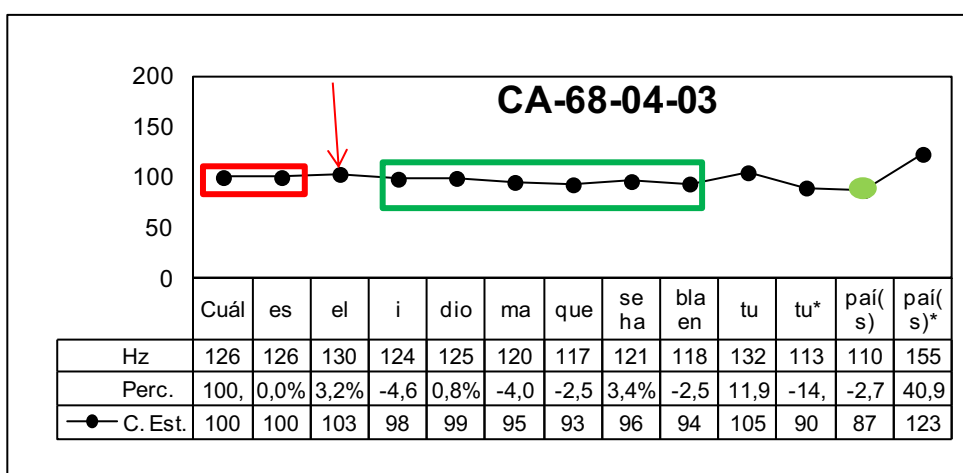 CA-68-04-03
200
150
100
50
0
Cuál es el i dio ma que se ha bla en tu tu* paí(s) paí(s)*
Hz 126 126 130 124 125 120 117 121 118 132 113 110 155
Perc. 100, 0,0% 3,2% -4,6 0,8% -4,0 -2,5 3,4% -2,5 11,9 -14, -2,7 40,9
C. Est. 100 100 103 98 99 95 93 96 94 105 90 87 123